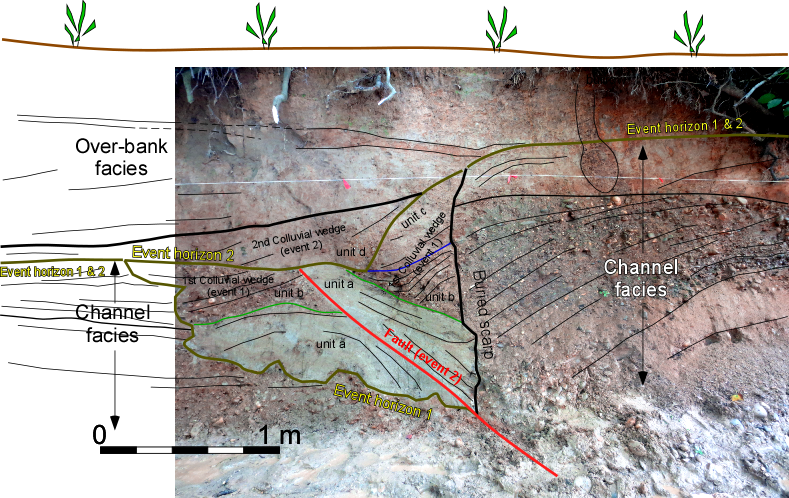 Event horizon 1 & 2
Over-bank
facies
unit c
2nd Colluvial wedge
(event 2)
unit d
Colluvial wedge
(event 1)
Event horizon 2
Event horizon 1 & 2
1st Colluvial wedge
(event 1)
unit b
unit a
unit b
Buried scarp
Channel
facies
Channel
facies
unit a
Fault (event 2)
Event horizon 1
0
1 m